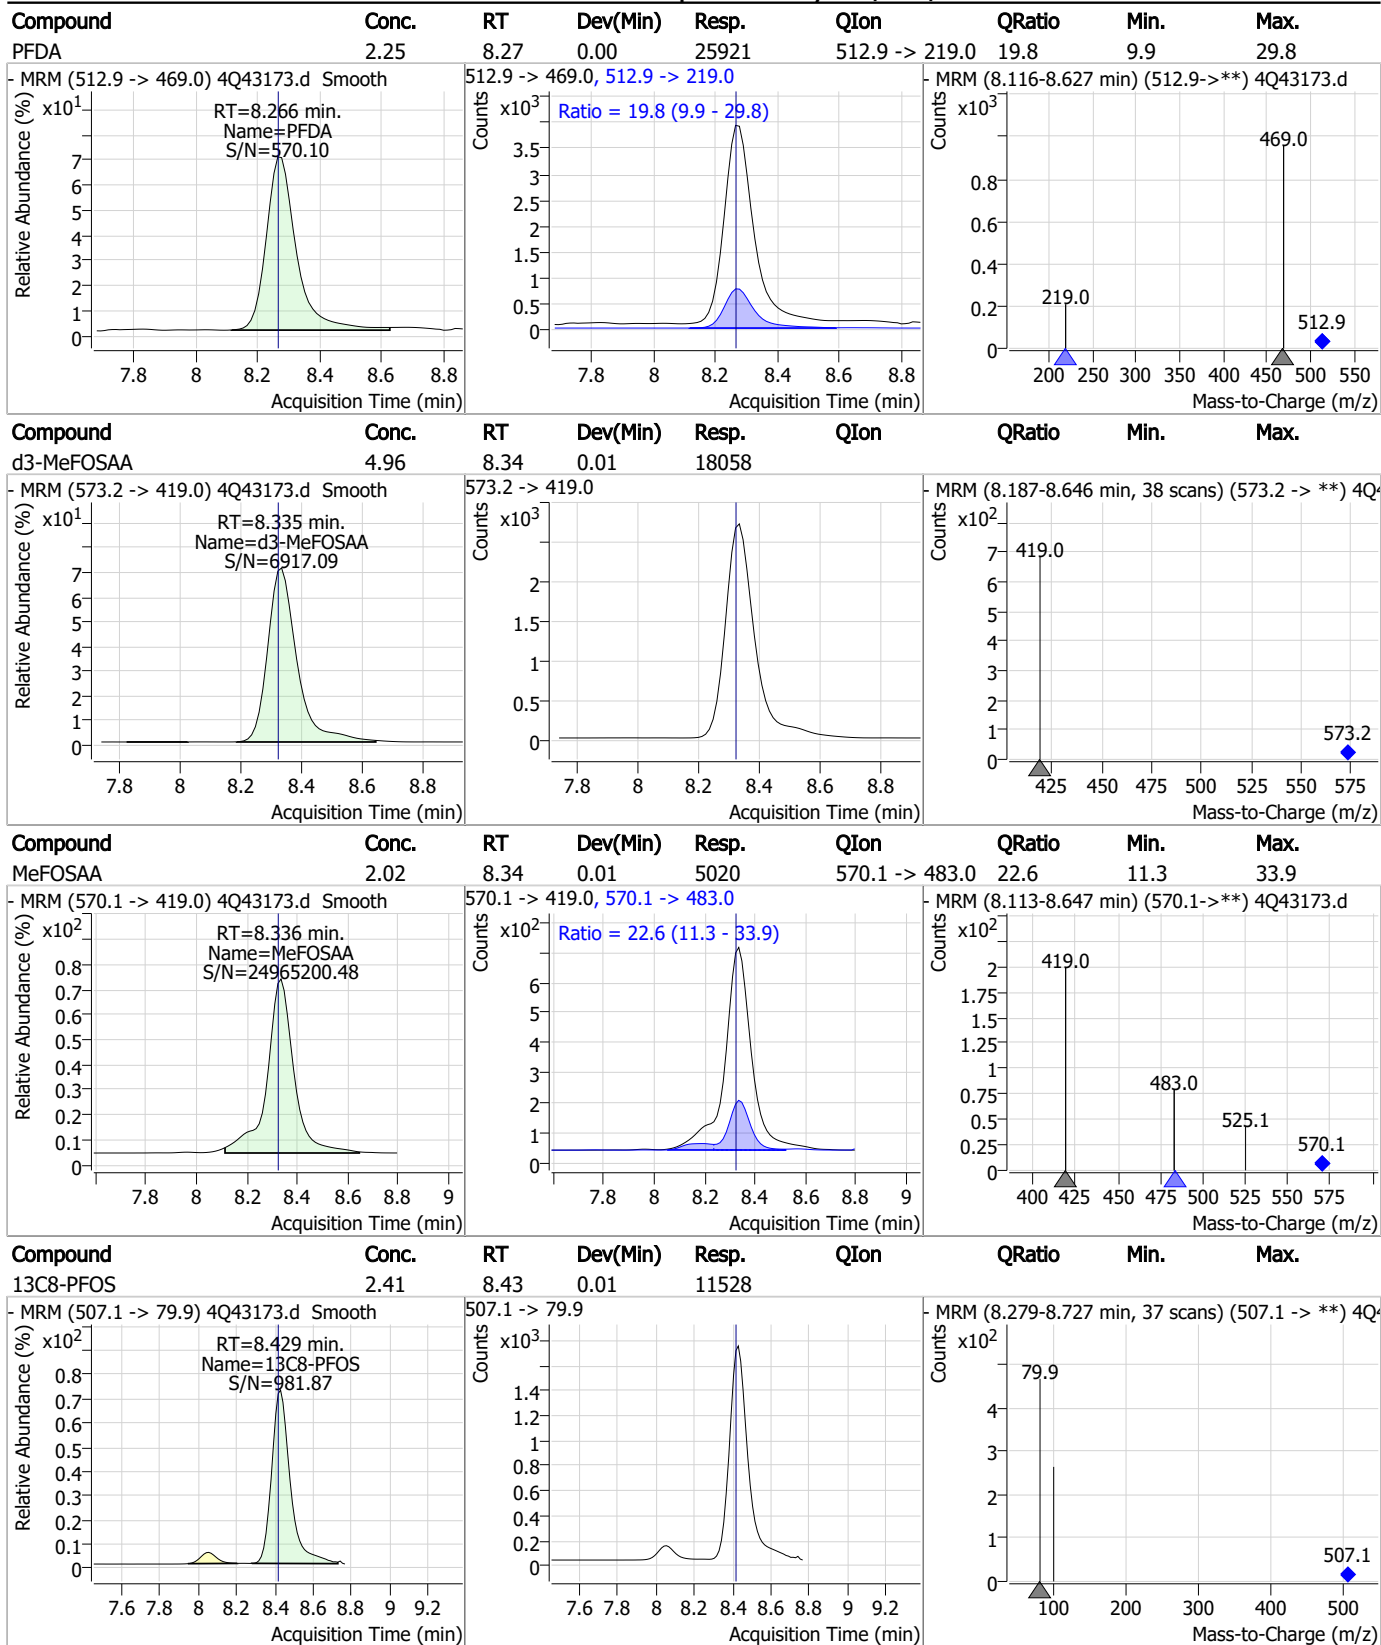 Compound Conc. RT Dev(Min) Resp. QIon QRatio Min. Max.
PFDA 2.25 8.27 0.00 25921 512.9 -> 219.0 19.8 9.9 29.8
- MRM (512.9 -> 469.0) 4Q43173.d Smooth
Relative Abundance (%)
x10¹
RT=8.266 min.
Name=PFDA
S/N=570.10
7
6
5
4
3
2
1
0
7.8 8 8.2 8.4 8.6 8.8
Acquisition Time (min)
512.9 -> 469.0, 512.9 -> 219.0
Counts
x10³
Ratio = 19.8 (9.9 - 29.8)
3.5
3
2.5
2
1.5
1
0.5
0
7.8 8 8.2 8.4 8.6 8.8
Acquisition Time (min)
- MRM (8.116-8.627 min) (512.9->**) 4Q43173.d
Counts
x10³
469.0
0.8
0.6
0.4
0.2
0
219.0
512.9
200 250 300 350 400 450 500 550
Mass-to-Charge (m/z)
Compound Conc. RT Dev(Min) Resp. QIon QRatio Min. Max.
d3-MeFOSAA 4.96 8.34 0.01 18058
- MRM (573.2 -> 419.0) 4Q43173.d Smooth
Relative Abundance (%)
x10¹
RT=8.335 min.
Name=d3-MeFOSAA
S/N=6917.09
7
6
5
4
3
2
1
0
7.8 8 8.2 8.4 8.6 8.8
Acquisition Time (min)
573.2 -> 419.0
Counts
x10³
2
1.5
1
0.5
0
7.8 8 8.2 8.4 8.6 8.8
Acquisition Time (min)
- MRM (8.187-8.646 min, 38 scans) (573.2 -> **) 4Q4
Counts
x10²
419.0
7
6
5
4
3
2
1
0
573.2
425 450 475 500 525 550 575
Mass-to-Charge (m/z)
Compound Conc. RT Dev(Min) Resp. QIon QRatio Min. Max.
MeFOSAA 2.02 8.34 0.01 5020 570.1 -> 483.0 22.6 11.3 33.9
- MRM (570.1 -> 419.0) 4Q43173.d Smooth
Relative Abundance (%)
x10²
RT=8.336 min.
Name=MeFOSAA
S/N=24965200.48
0.8
0.7
0.6
0.5
0.4
0.3
0.2
0.1
0
7.8 8 8.2 8.4 8.6 8.8 9
Acquisition Time (min)
570.1 -> 419.0, 570.1 -> 483.0
Counts
x10²
Ratio = 22.6 (11.3 - 33.9)
6
5
4
3
2
1
0
7.8 8 8.2 8.4 8.6 8.8 9
Acquisition Time (min)
- MRM (8.113-8.647 min) (570.1->**) 4Q43173.d
Counts
x10²
419.0
2
1.75
1.5
1.25
1
0.75
0.5
0.25
0
483.0
525.1
570.1
400 425 450 475 500 525 550 575
Mass-to-Charge (m/z)
Compound Conc. RT Dev(Min) Resp. QIon QRatio Min. Max.
13C8-PFOS 2.41 8.43 0.01 11528
- MRM (507.1 -> 79.9) 4Q43173.d Smooth
Relative Abundance (%)
x10²
RT=8.429 min.
Name=13C8-PFOS
S/N=981.87
0.8
0.7
0.6
0.5
0.4
0.3
0.2
0.1
0
7.6 7.8 8 8.2 8.4 8.6 8.8 9 9.2
Acquisition Time (min)
507.1 -> 79.9
Counts
x10³
1.4
1.2
1
0.8
0.6
0.4
0.2
0
7.6 7.8 8 8.2 8.4 8.6 8.8 9 9.2
Acquisition Time (min)
- MRM (8.279-8.727 min, 37 scans) (507.1 -> **) 4Q4
Counts
x10²
79.9
4
3
2
1
0
507.1
100 200 300 400 500
Mass-to-Charge (m/z)